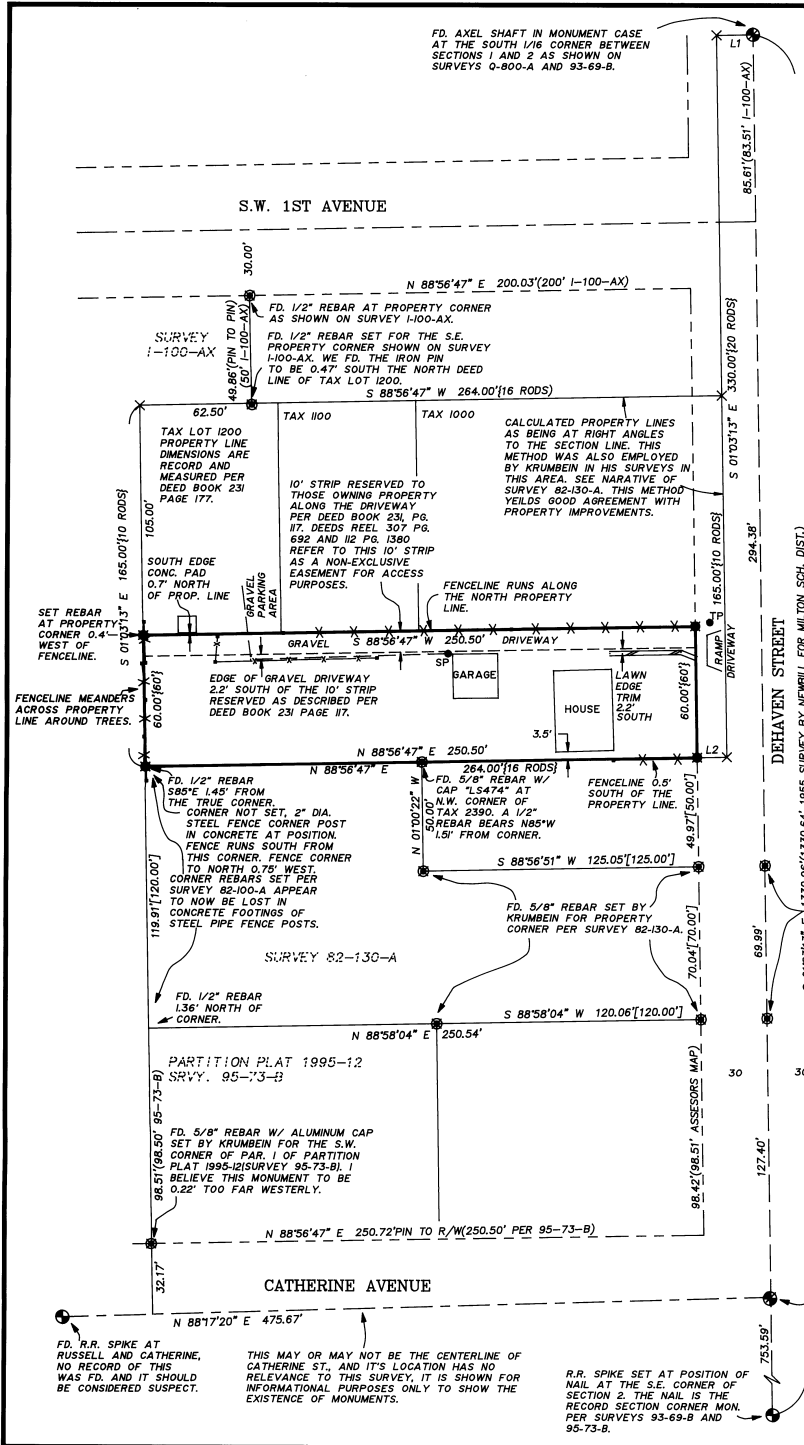 FD. AXEL SHAFT IN MONUMENT CASE
AT THE SOUTH 1/16 CORNER BETWEEN
SECTIONS 1 AND 2 AS SHOWN ON
SURVEYS Q-800-A AND 93-69-B.
L1
85.61'(83.51' I-100-AX)
S.W. 1ST AVENUE
30.00'
N 88°56'47" E 200.03'(200' I-100-AX)
FD. 1/2" REBAR AT PROPERTY CORNER
AS SHOWN ON SURVEY I-100-AX.
SURVEY
I-100-AX
49.86'(PIN TO PIN)
(50' I-100-AX)
FD. 1/2" REBAR SET FOR THE S.E.
PROPERTY CORNER SHOWN ON SURVEY
I-100-AX. WE FD. THE IRON PIN
TO BE 0.47' SOUTH THE NORTH DEED
LINE OF TAX LOT 1200.
S 01°03'13" E 330.00'{20 RODS}
S 88°56'47" W 264.00'{16 RODS)
62.50'
TAX 1100
TAX 1000
TAX LOT 1200
PROPERTY LINE
DIMENSIONS ARE
RECORD AND
MEASURED PER
DEED BOOK 231
PAGE 177.
CALCULATED PROPERTY LINES
AS BEING AT RIGHT ANGLES
TO THE SECTION LINE. THIS
METHOD WAS ALSO EMPLOYED
BY KRUMBEIN IN HIS SURVEYS IN
THIS AREA. SEE NARATIVE OF
SURVEY 82-130-A. THIS METHOD
YEILDS GOOD AGREEMENT WITH
PROPERTY IMPROVEMENTS.
10' STRIP RESERVED TO
THOSE OWNING PROPERTY
ALONG THE DRIVEWAY
PER DEED BOOK 231, PG.
117. DEEDS REEL 307 PG.
692 AND 112 PG. 1380
REFER TO THIS 10' STRIP
AS A NON-EXCLUSIVE
EASEMENT FOR ACCESS
PURPOSES.
S 01°03'13" E 165.00'{10 RODS}
105.00'
165.00'{10 RODS}
294.38'
SOUTH EDGE
CONC. PAD
0.7' NORTH
OF PROP. LINE
GRAVEL
PARKING
AREA
FENCELINE RUNS ALONG
THE NORTH PROPERTY
LINE.
SET REBAR
AT PROPERTY
CORNER 0.4'
WEST OF
FENCELINE.
GRAVEL S 88°56'47" W 250.50' DRIVEWAY
TP
RAMP
DRIVEWAY
SP
GARAGE
HOUSE
LAWN
EDGE
TRIM
2.2'
SOUTH
60.00'{60'}
60.00'{60'}
EDGE OF GRAVEL DRIVEWAY
2.2' SOUTH OF THE 10' STRIP
RESERVED AS DESCRIBED PER
DEED BOOK 231 PAGE 117.
FENCELINE MEANDERS
ACROSS PROPERTY
LINE AROUND TREES.
3.5'
DEHAVEN STREET
N 88°56'47" E 250.50'
L2
N 88°56'47" E 264.00'{16 RODS)
FD. 1/2" REBAR
S85°E 1.45' FROM
THE TRUE CORNER.
CORNER NOT SET, 2" DIA.
STEEL FENCE CORNER POST
IN CONCRETE AT POSITION.
FENCE RUNS SOUTH FROM
THIS CORNER. FENCE CORNER
TO NORTH 0.75' WEST.
CORNER REBARS SET PER
SURVEY 82-100-A APPEAR
TO NOW BE LOST IN
CONCRETE FOOTINGS OF
STEEL PIPE FENCE POSTS.
N 01°00'22" W
50.00'
FD. 5/8" REBAR W/
CAP "LS474" AT
N.W. CORNER OF
TAX 2390. A 1/2"
REBAR BEARS N85°W
1.51' FROM CORNER.
FENCELINE 0.5'
SOUTH OF THE
PROPERTY LINE.
49.97'[50.00']
S 88°56'51" W 125.05'[125.00']
119.91'[120.00']
FD. 5/8" REBAR SET BY
KRUMBEIN FOR PROPERTY
CORNER PER SURVEY 82-130-A.
70.04'[70.00']
69.99'
SURVEY 82-130-A
FD. 1/2" REBAR
1.36' NORTH OF
CORNER.
S 88°58'04" W 120.06'[120.00']
N 88°58'04" E 250.54'
PARTITION PLAT 1995-12
SRVY. 95-73-B
30
30
98.51'(98.50' 95-73-B)
FD. 5/8" REBAR W/ ALUMINUM CAP
SET BY KRUMBEIN FOR THE S.W.
CORNER OF PAR. 1 OF PARTITION
PLAT 1995-12(SURVEY 95-73-B). I
BELIEVE THIS MONUMENT TO BE
0.22' TOO FAR WESTERLY.
98.42'(98.51' ASSESORS MAP)
127.40'
N 88°56'47" E 250.72'PIN TO R/W(250.50' PER 95-73-B)
32.17'
CATHERINE AVENUE
N 88°17'20" E 475.67'
753.59'
FD. R.R. SPIKE AT
RUSSELL AND CATHERINE,
NO RECORD OF THIS
WAS FD. AND IT SHOULD
BE CONSIDERED SUSPECT.
THIS MAY OR MAY NOT BE THE CENTERLINE OF
CATHERINE ST., AND IT'S LOCATION HAS NO
RELEVANCE TO THIS SURVEY, IT IS SHOWN FOR
INFORMATIONAL PURPOSES ONLY TO SHOW THE
EXISTENCE OF MONUMENTS.
R.R. SPIKE SET AT POSITION OF
NAIL AT THE S.E. CORNER OF
SECTION 2. THE NAIL IS THE
RECORD SECTION CORNER MON.
PER SURVEYS 93-69-B AND
95-73-B.
1955 SURVEY BY NEWBILL FOR MILTON SCH. DIST.)